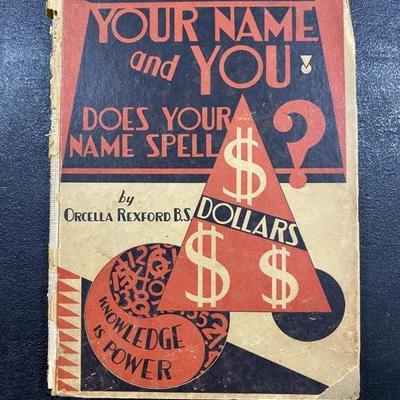 YOUR NAME
and YOU
DOES YOUR
NAME SPELL
?
$
by
ORCELLA REXFORD B.S.
DOLLARS
$ $
KNOWLEDGE
IS POWER